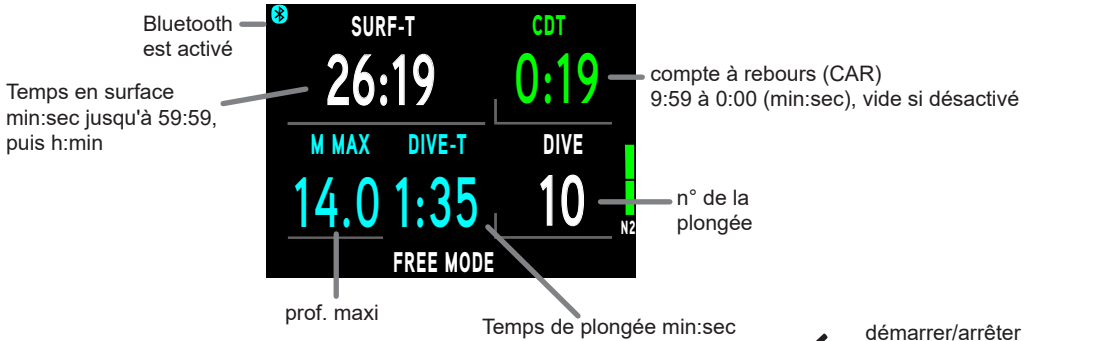 Bluetooth
est activé
SURF-T
CDT
26:19
0:19
Temps en surface
min:sec jusqu'à 59:59,
puis h:min
compte à rebours (CAR)
9:59 à 0:00 (min:sec), vide si désactivé
M MAX
DIVE-T
DIVE
14.0
1:35
10
N2
n° de la
plongée
FREE MODE
prof. maxi
Temps de plongée min:sec
démarrer/arrêter